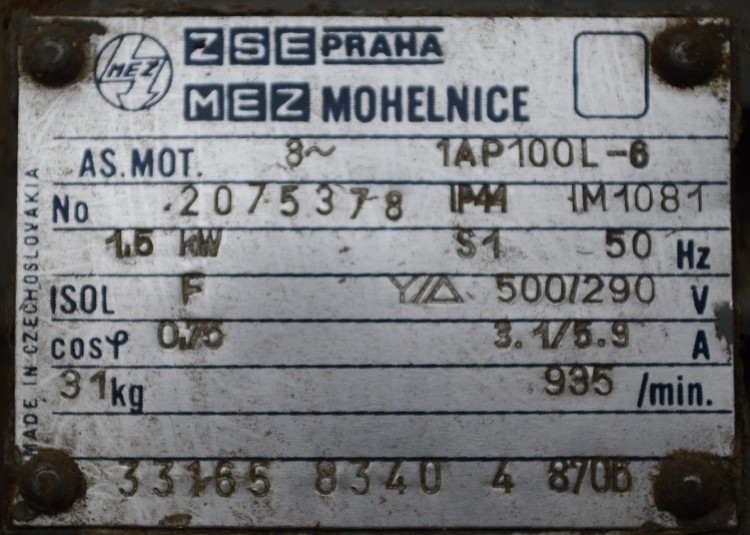 MEZ
ZSE PRAHA
MEZ MOHELNICE
AS.MOT. 3~ 1AP100L-6
No 2075378 IP44 IM1081
1.5 kW S1 50 Hz
ISOL F Y/Δ 500/290 V
cosφ 0.75 3.1/5.9 A
31 kg 935 /min.
33165 8340 4 8706
MADE IN CZECHOSLOVAKIA